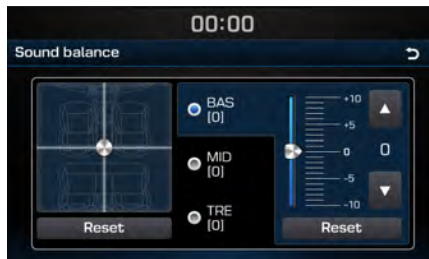 00:00
Sound balance
BAS
[0]
MID
[0]
TRE
[0]
+10
+5
0
-5
-10
0
Reset
Reset